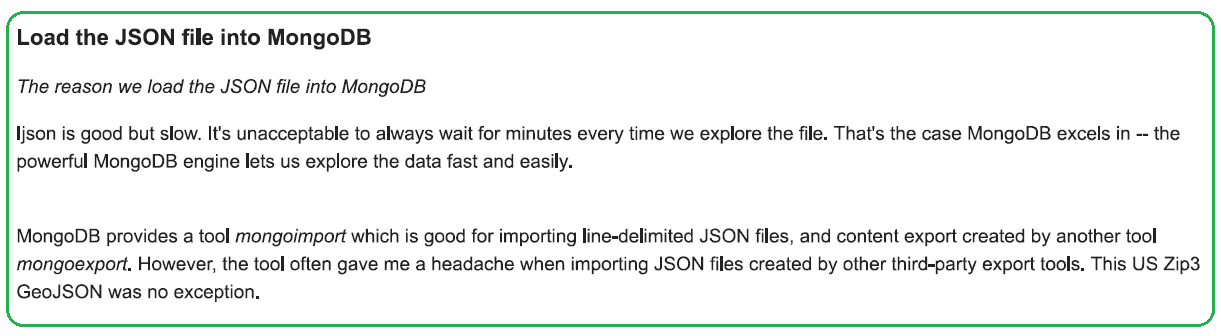 Load the JSON file into MongoDB
The reason we load the JSON file into MongoDB
Ijson is good but slow. It's unacceptable to always wait for minutes every time we explore the file. That's the case MongoDB excels in -- the
powerful MongoDB engine lets us explore the data fast and easily.
MongoDB provides a tool mongoimport which is good for importing line-delimited JSON files, and content export created by another tool
mongoexport. However, the tool often gave me a headache when importing JSON files created by other third-party export tools. This US Zip3
GeoJSON was no exception.